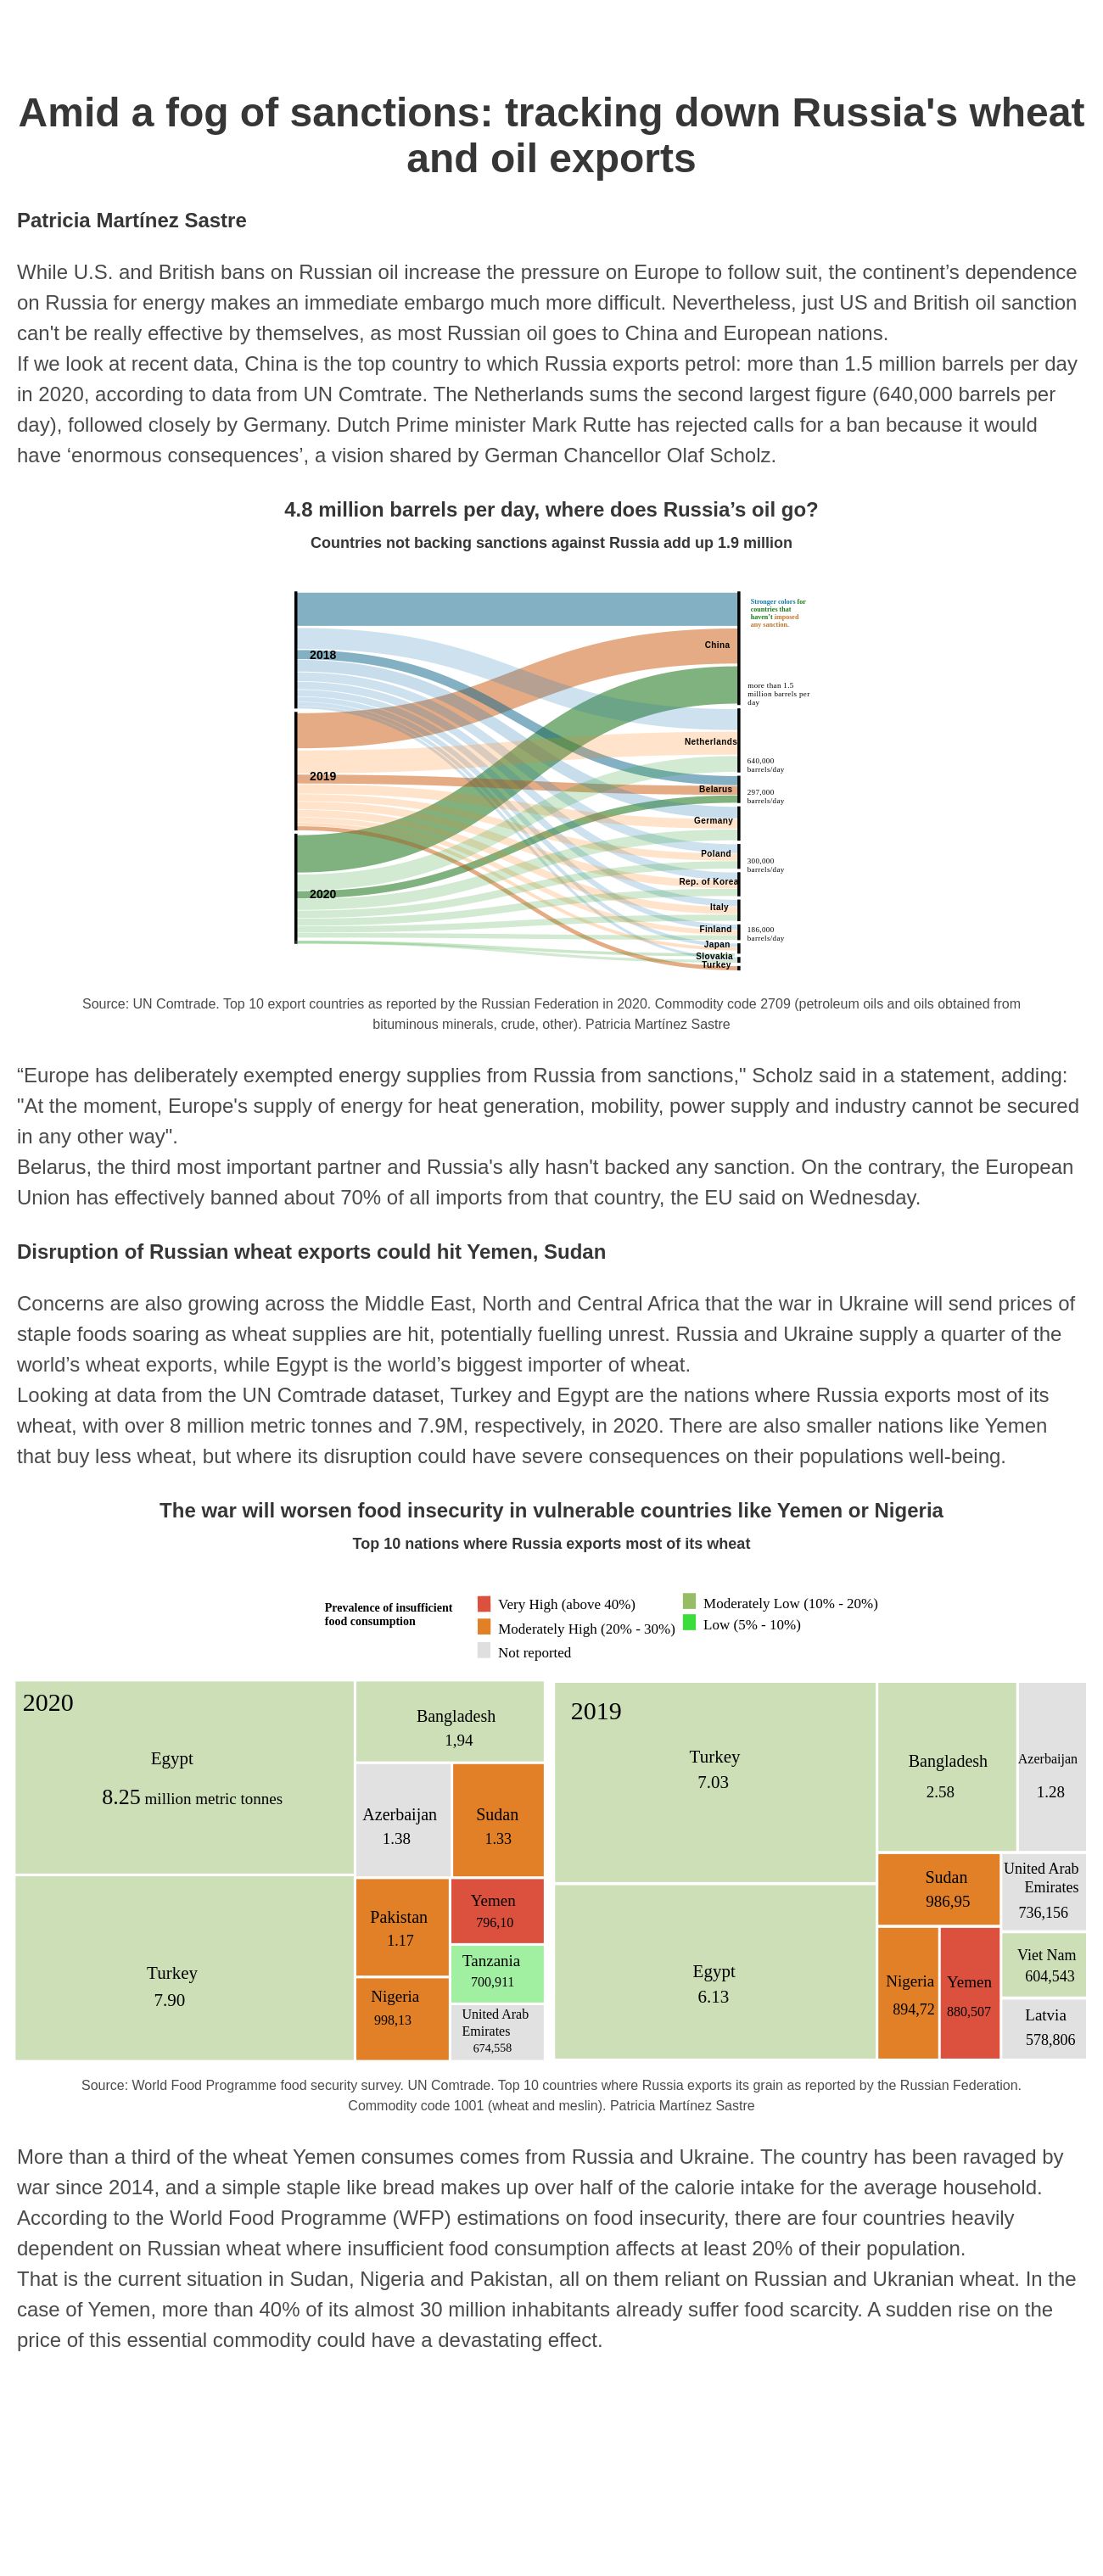 Amid a fog of sanctions: tracking down Russia's wheat
and oil exports
Patricia Martínez Sastre
While U.S. and British bans on Russian oil increase the pressure on Europe to follow suit, the continent’s dependence
on Russia for energy makes an immediate embargo much more difficult. Nevertheless, just US and British oil sanction
can't be really effective by themselves, as most Russian oil goes to China and European nations.
If we look at recent data, China is the top country to which Russia exports petrol: more than 1.5 million barrels per day
in 2020, according to data from UN Comtrate. The Netherlands sums the second largest figure (640,000 barrels per
day), followed closely by Germany. Dutch Prime minister Mark Rutte has rejected calls for a ban because it would
have ‘enormous consequences’, a vision shared by German Chancellor Olaf Scholz.
4.8 million barrels per day, where does Russia’s oil go?
Countries not backing sanctions against Russia add up 1.9 million
Stronger colors for
countries that
haven't imposed
any sanction.
2018
China
more than 1.5
million barrels per
day
Netherlands
640,000
barrels/day
2019
Belarus
297,000
barrels/day
Germany
Poland
300,000
barrels/day
Rep. of Korea
2020
Italy
Finland
186,000
barrels/day
Japan
Slovakia
Turkey
Source: UN Comtrade. Top 10 export countries as reported by the Russian Federation in 2020. Commodity code 2709 (petroleum oils and oils obtained from
bituminous minerals, crude, other). Patricia Martínez Sastre
“Europe has deliberately exempted energy supplies from Russia from sanctions," Scholz said in a statement, adding:
"At the moment, Europe's supply of energy for heat generation, mobility, power supply and industry cannot be secured
in any other way".
Belarus, the third most important partner and Russia's ally hasn't backed any sanction. On the contrary, the European
Union has effectively banned about 70% of all imports from that country, the EU said on Wednesday.
Disruption of Russian wheat exports could hit Yemen, Sudan
Concerns are also growing across the Middle East, North and Central Africa that the war in Ukraine will send prices of
staple foods soaring as wheat supplies are hit, potentially fuelling unrest. Russia and Ukraine supply a quarter of the
world’s wheat exports, while Egypt is the world’s biggest importer of wheat.
Looking at data from the UN Comtrade dataset, Turkey and Egypt are the nations where Russia exports most of its
wheat, with over 8 million metric tonnes and 7.9M, respectively, in 2020. There are also smaller nations like Yemen
that buy less wheat, but where its disruption could have severe consequences on their populations well-being.
The war will worsen food insecurity in vulnerable countries like Yemen or Nigeria
Top 10 nations where Russia exports most of its wheat
Prevalence of insufficient
food consumption
Very High (above 40%)
Moderately High (20% - 30%)
Not reported
Moderately Low (10% - 20%)
Low (5% - 10%)
2020
Egypt
8.25 million metric tonnes
Turkey
7.90
Bangladesh
1,94
Azerbaijan
1.38
Sudan
1.33
Pakistan
1.17
Yemen
796,10
Tanzania
700,911
Nigeria
998,13
United Arab
Emirates
674,558
2019
Turkey
7.03
Egypt
6.13
Bangladesh
2.58
Azerbaijan
1.28
Sudan
986,95
United Arab
Emirates
736,156
Nigeria
894,72
Yemen
880,507
Viet Nam
604,543
Latvia
578,806
Source: World Food Programme food security survey. UN Comtrade. Top 10 countries where Russia exports its grain as reported by the Russian Federation.
Commodity code 1001 (wheat and meslin). Patricia Martínez Sastre
More than a third of the wheat Yemen consumes comes from Russia and Ukraine. The country has been ravaged by
war since 2014, and a simple staple like bread makes up over half of the calorie intake for the average household.
According to the World Food Programme (WFP) estimations on food insecurity, there are four countries heavily
dependent on Russian wheat where insufficient food consumption affects at least 20% of their population.
That is the current situation in Sudan, Nigeria and Pakistan, all on them reliant on Russian and Ukranian wheat. In the
case of Yemen, more than 40% of its almost 30 million inhabitants already suffer food scarcity. A sudden rise on the
price of this essential commodity could have a devastating effect.